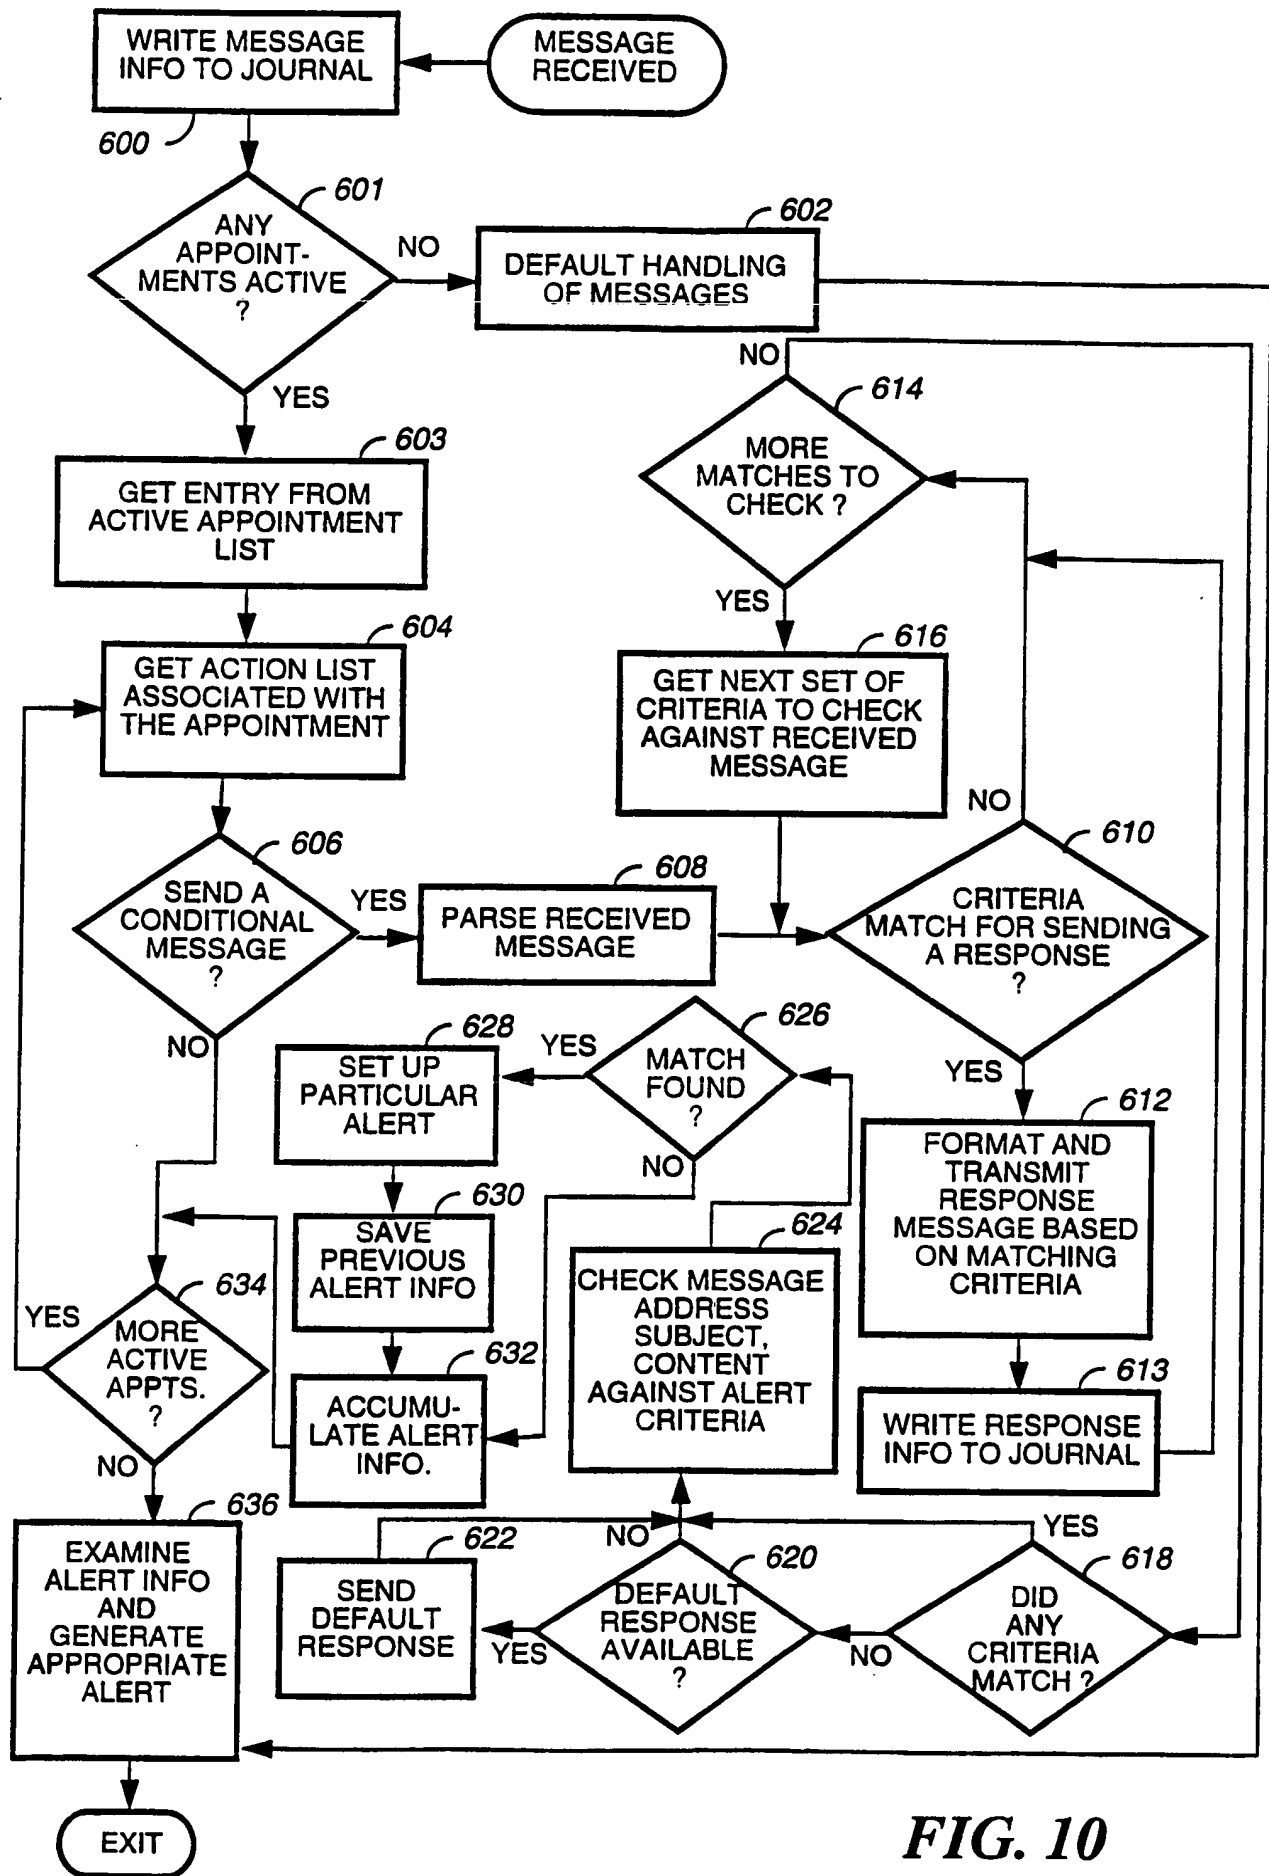 WRITE MESSAGE
INFO TO JOURNAL
MESSAGE
RECEIVED
600
601
ANY
APPOINT-
MENTS ACTIVE
?
NO
YES
602
DEFAULT HANDLING
OF MESSAGES
603
GET ENTRY FROM
ACTIVE APPOINTMENT
LIST
604
GET ACTION LIST
ASSOCIATED WITH
THE APPOINTMENT
606
SEND A
CONDITIONAL
MESSAGE
?
YES
NO
608
PARSE RECEIVED
MESSAGE
NO
614
MORE
MATCHES TO
CHECK ?
YES
616
GET NEXT SET OF
CRITERIA TO CHECK
AGAINST RECEIVED
MESSAGE
NO
610
CRITERIA
MATCH FOR SENDING
A RESPONSE
?
YES
612
FORMAT AND
TRANSMIT
RESPONSE
MESSAGE BASED
ON MATCHING
CRITERIA
613
WRITE RESPONSE
INFO TO JOURNAL
626
MATCH
FOUND
?
YES
NO
628
SET UP
PARTICULAR
ALERT
630
SAVE
PREVIOUS
ALERT INFO
632
ACCUMU-
LATE ALERT
INFO.
624
CHECK MESSAGE
ADDRESS
SUBJECT,
CONTENT
AGAINST ALERT
CRITERIA
634
YES
MORE
ACTIVE
APPTS.
?
NO
636
EXAMINE
ALERT INFO
AND
GENERATE
APPROPRIATE
ALERT
622
SEND
DEFAULT
RESPONSE
NO
620
DEFAULT
RESPONSE
AVAILABLE
?
YES
YES
618
DID
ANY
CRITERIA
MATCH ?
NO
EXIT
FIG. 10